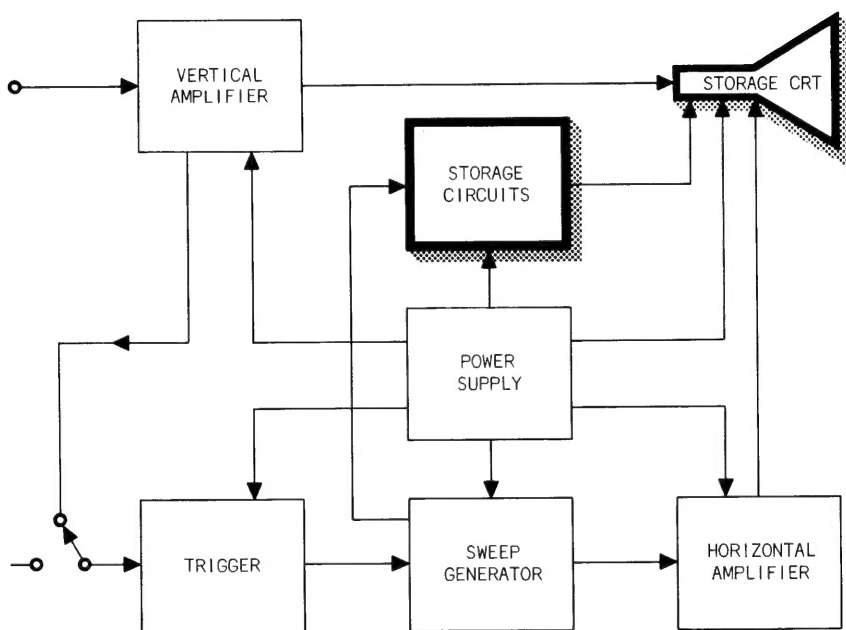 VERTICAL
AMPLIFIER
STORAGE CRT
STORAGE
CIRCUITS
POWER
SUPPLY
TRIGGER
SWEEP
GENERATOR
HORIZONTAL
AMPLIFIER